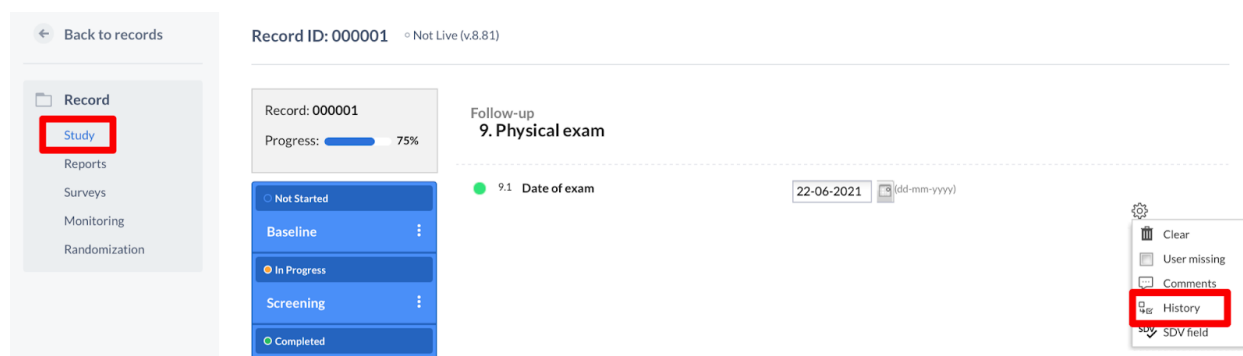 Back to records
Record ID: 000001
Not Live (v.8.81)
Record
Study
Reports
Surveys
Monitoring
Randomization
Record: 000001
Progress: 75%
Not Started
Baseline
In Progress
Screening
Completed
Follow-up
9. Physical exam
9.1 Date of exam 22-06-2021 (dd-mm-yyyy)
Clear
User missing
Comments
History
SDV SDV field